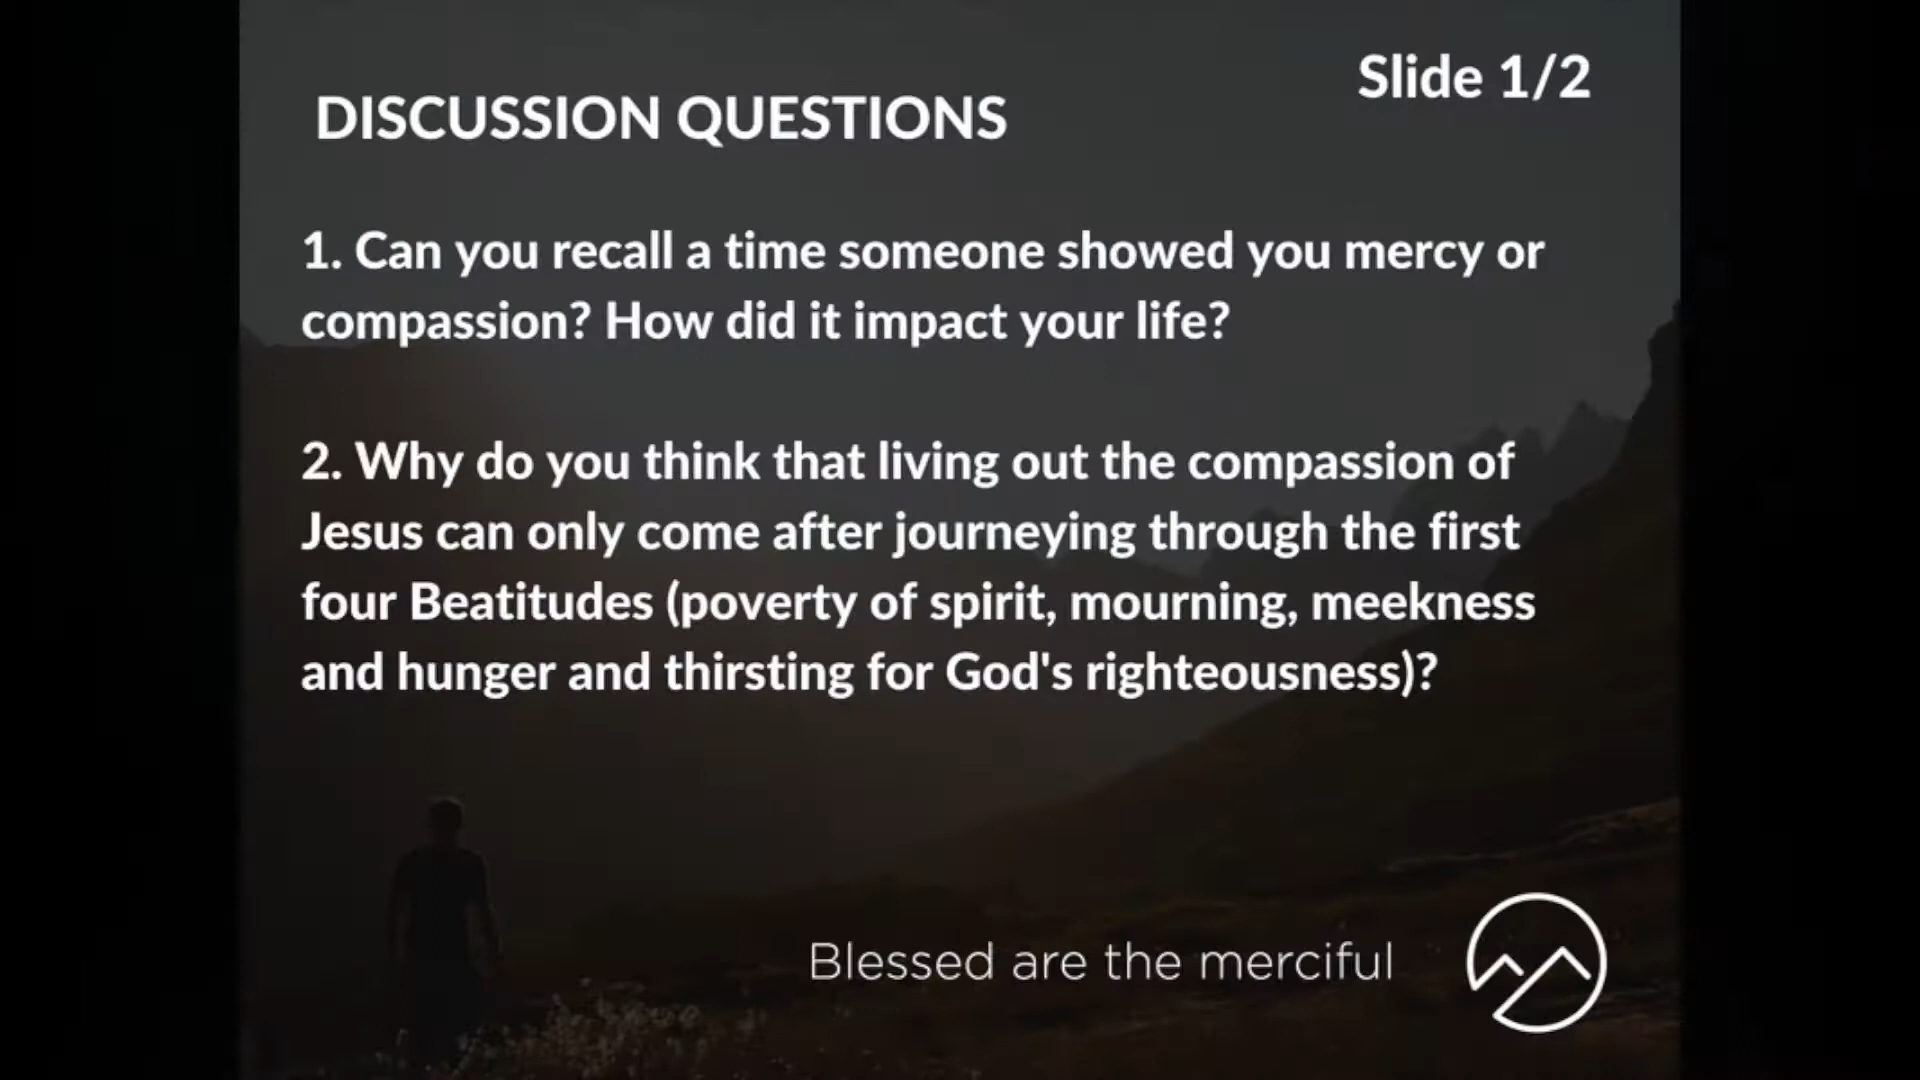 Slide 1/2
DISCUSSION QUESTIONS
1. Can you recall a time someone showed you mercy or
compassion? How did it impact your life?
2. Why do you think that living out the compassion of
Jesus can only come after journeying through the first
four Beatitudes (poverty of spirit, mourning, meekness
and hunger and thirsting for God's righteousness)?
Blessed are the merciful